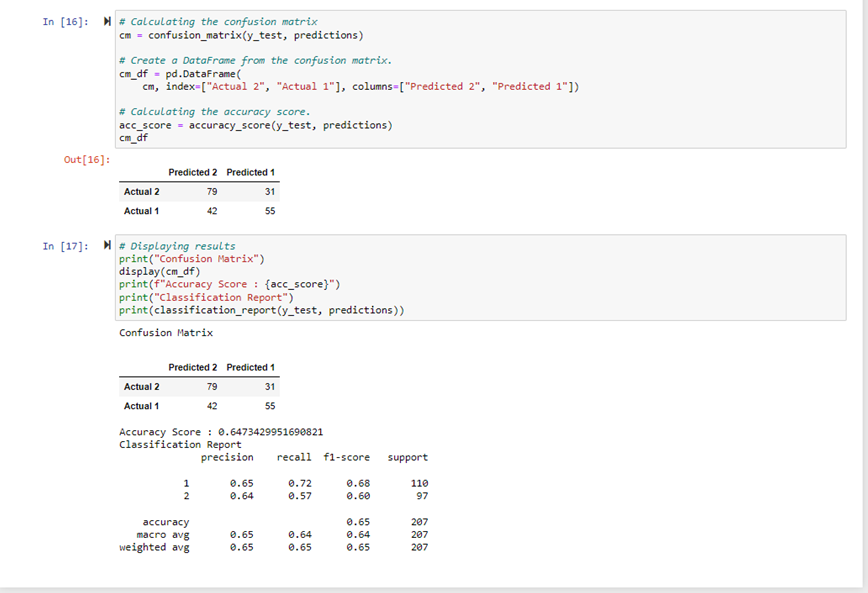 In [16]:
# Calculating the confusion matrix
cm = confusion_matrix(y_test, predictions)
# Create a DataFrame from the confusion matrix.
cm_df = pd.DataFrame(
    cm, index=["Actual 2", "Actual 1"], columns=["Predicted 2", "Predicted 1"])
# Calculating the accuracy score.
acc_score = accuracy_score(y_test, predictions)
cm_df
Out[16]:
Predicted 2 Predicted 1
Actual 2 79 31
Actual 1 42 55
In [17]:
# Displaying results
print("Confusion Matrix")
display(cm_df)
print(f"Accuracy Score : {acc_score}")
print("Classification Report")
print(classification_report(y_test, predictions))
Confusion Matrix
Predicted 2 Predicted 1
Actual 2 79 31
Actual 1 42 55
Accuracy Score : 0.6473429951690821
Classification Report
precision recall f1-score support
1 0.65 0.72 0.68 110
2 0.64 0.57 0.60 97
accuracy 0.65 207
macro avg 0.65 0.64 0.64 207
weighted avg 0.65 0.65 0.65 207